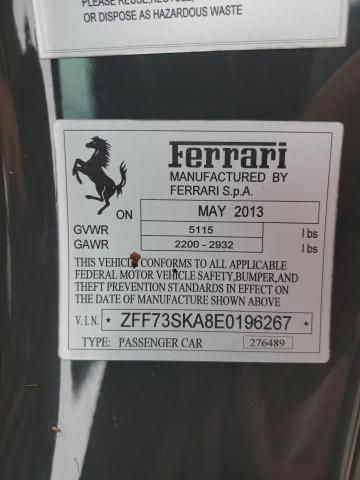 OR DISPOSE AS HAZARDOUS WASTE
Ferrari
MANUFACTURED BY
FERRARI S.p.A.
ON MAY 2013
GVWR 5115 lbs
GAWR 2200 - 2932 lbs
THIS VEHICLE CONFORMS TO ALL APPLICABLE
FEDERAL MOTOR VEHICLE SAFETY, BUMPER, AND
THEFT PREVENTION STANDARDS IN EFFECT ON
THE DATE OF MANUFACTURE SHOWN ABOVE
V.I.N. * ZFF73SKA8E0196267 *
TYPE: PASSENGER CAR 276489